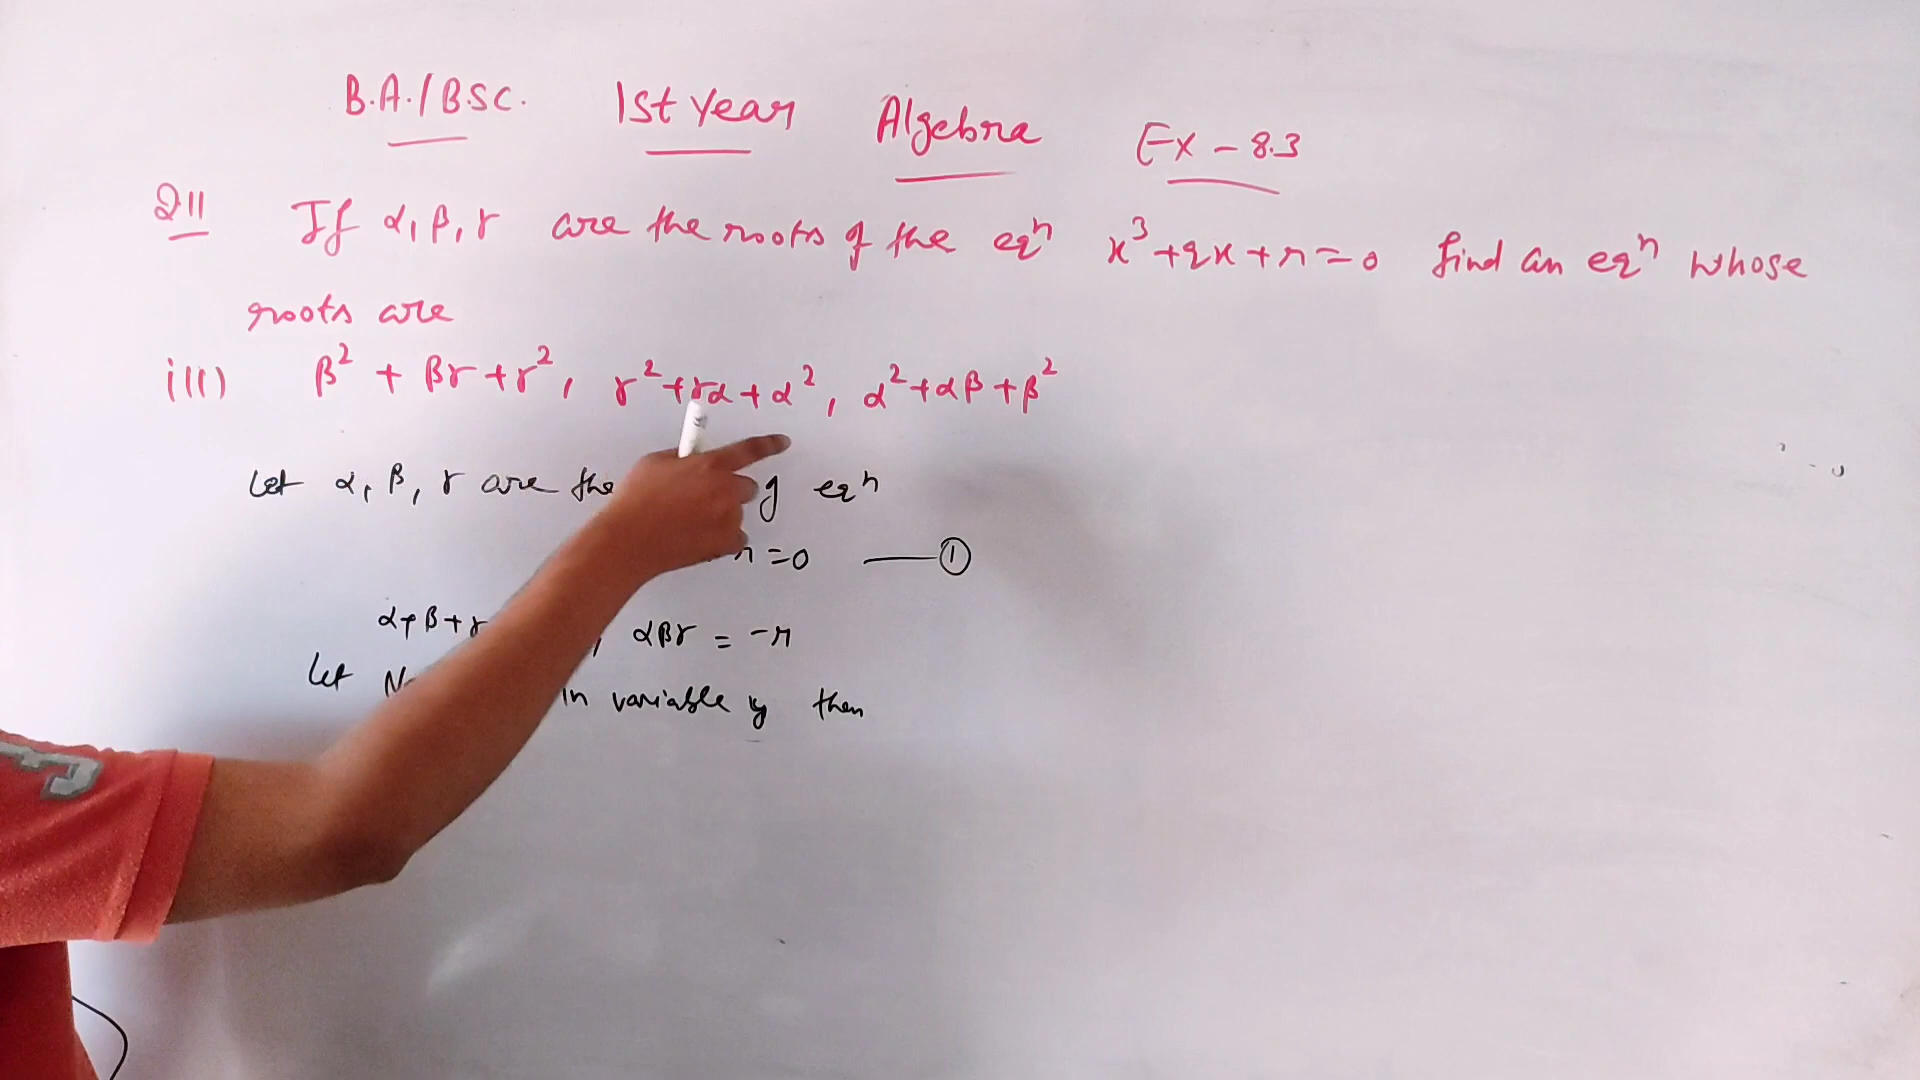 B.A./B.SC. 1st Year Algebra Ex - 8.3
Q11 If α, β, γ are the roots of the eqⁿ x³+qx+r=0 find an eqⁿ whose
roots are
iii) β² + βγ + γ², γ²+γα+α², α²+αβ+β²
Let α, β, γ are the g eqⁿ
r=0 —— ①
α+β+γ , αβγ = -r
Let in variable y then